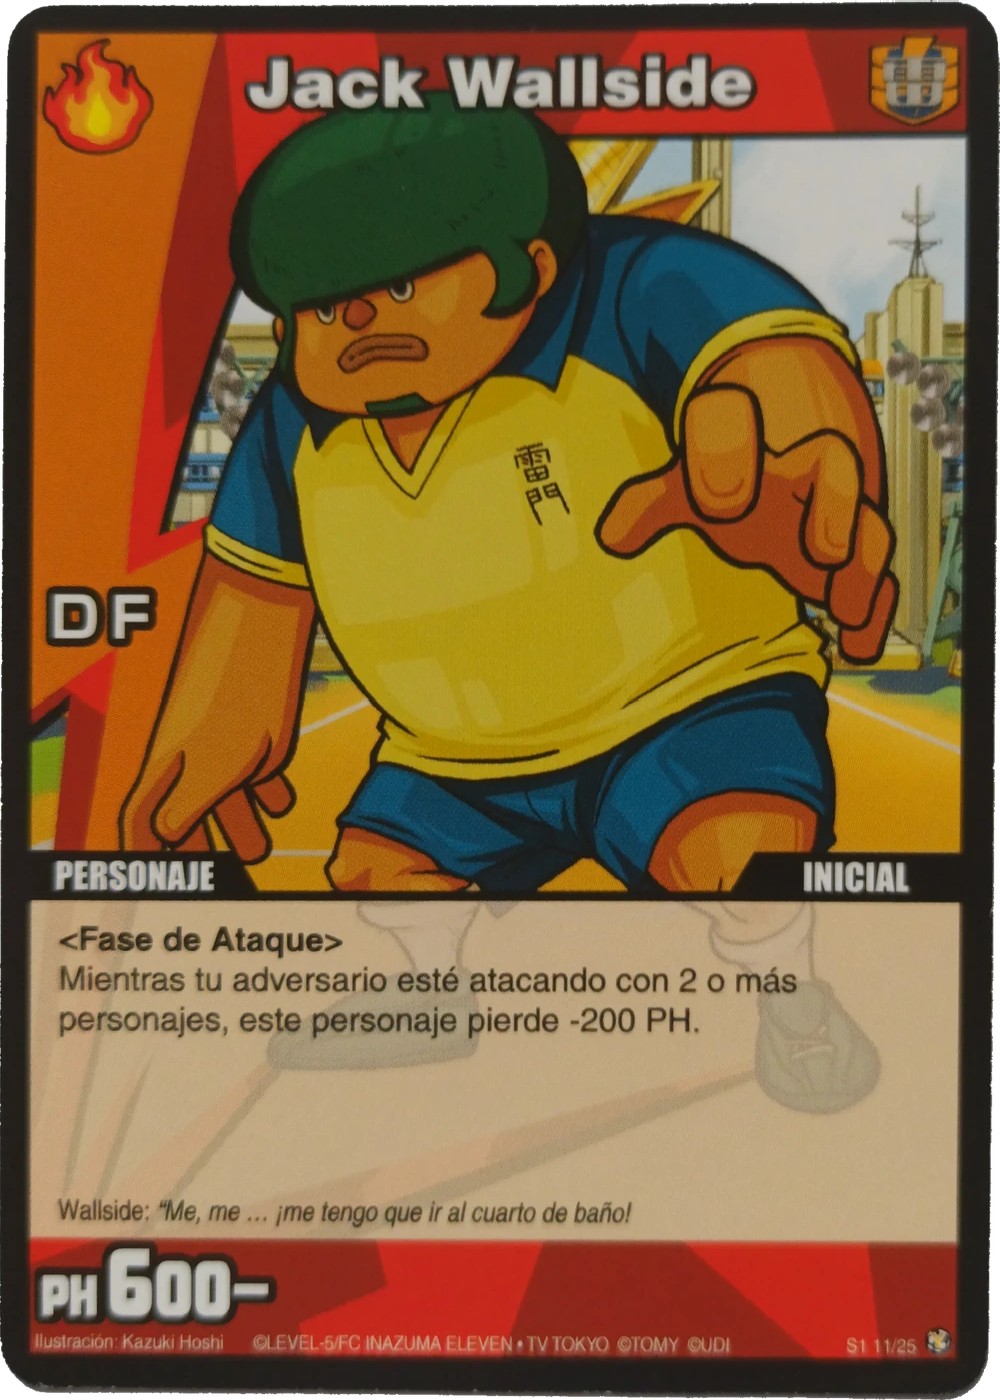 Jack Wallside
雷門
DF
PERSONAJE
INICIAL
<Fase de Ataque>
Mientras tu adversario esté atacando con 2 o más
personajes, este personaje pierde -200 PH.
Wallside: “Me, me ... ¡me tengo que ir al cuarto de baño!
PH 600-
Ilustración: Kazuki Hoshi ©LEVEL-5/FC INAZUMA ELEVEN • TV TOKYO ©TOMY ©UDI S1 11/25